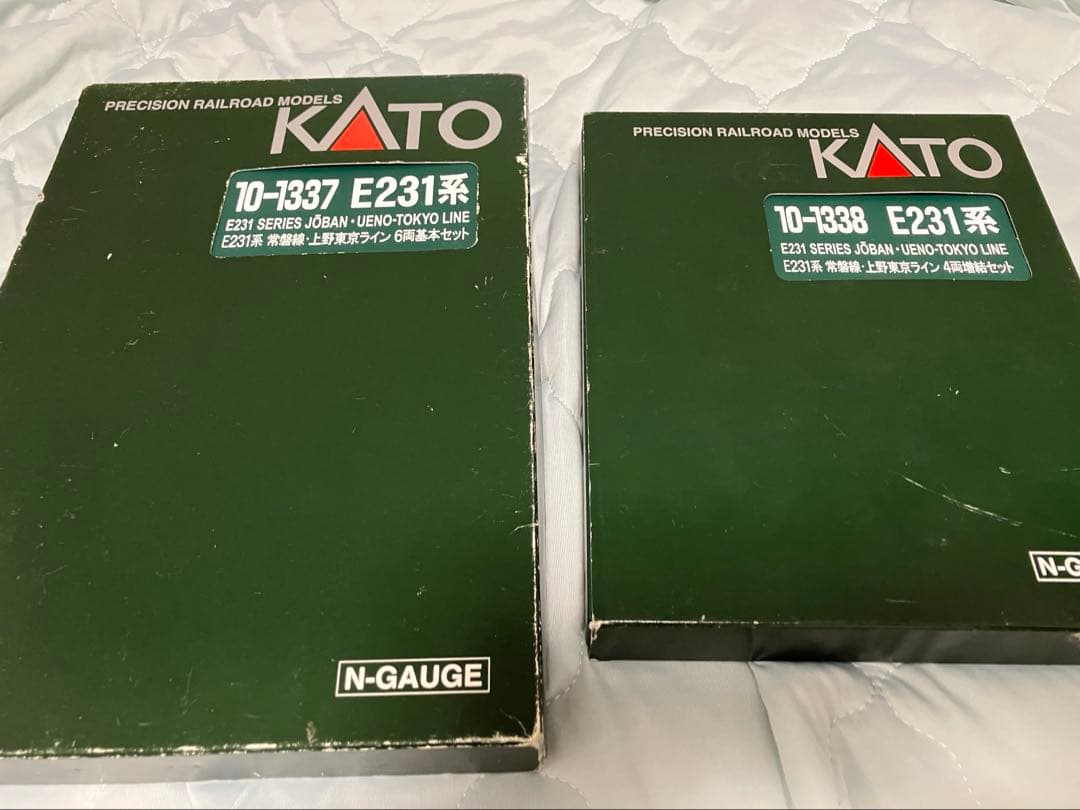 PRECISION RAILROAD MODELS
KATO
10-1337 E231系
E231 SERIES JŌBAN・UENO-TOKYO LINE
E231系 常磐線・上野東京ライン 6両基本セット
N-GAUGE
PRECISION RAILROAD MODELS
KATO
10-1338 E231系
E231 SERIES JŌBAN・UENO-TOKYO LINE
E231系 常磐線・上野東京ライン 4両増結セット
N-G